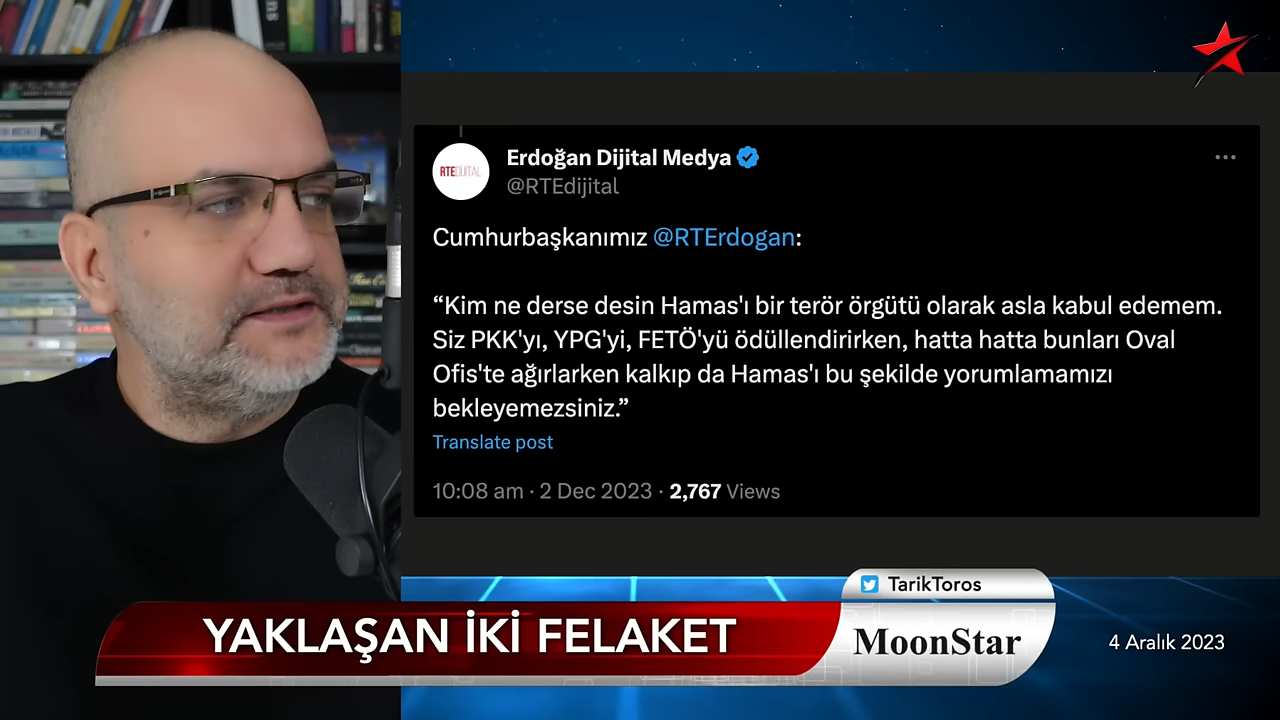 Erdoğan Dijital Medya
@RTEdijital
RTEDİJİTAL
Cumhurbaşkanımız @RTErdogan:
“Kim ne derse desin Hamas'ı bir terör örgütü olarak asla kabul edemem.
Siz PKK'yı, YPG'yi, FETÖ'yü ödüllendirirken, hatta hatta bunları Oval
Ofis'te ağırlarken kalkıp da Hamas'ı bu şekilde yorumlamamızı
bekleyemezsiniz.”
Translate post
10:08 am · 2 Dec 2023 · 2,767 Views
TarikToros
YAKLAŞAN İKİ FELAKET
MoonStar
4 Aralık 2023